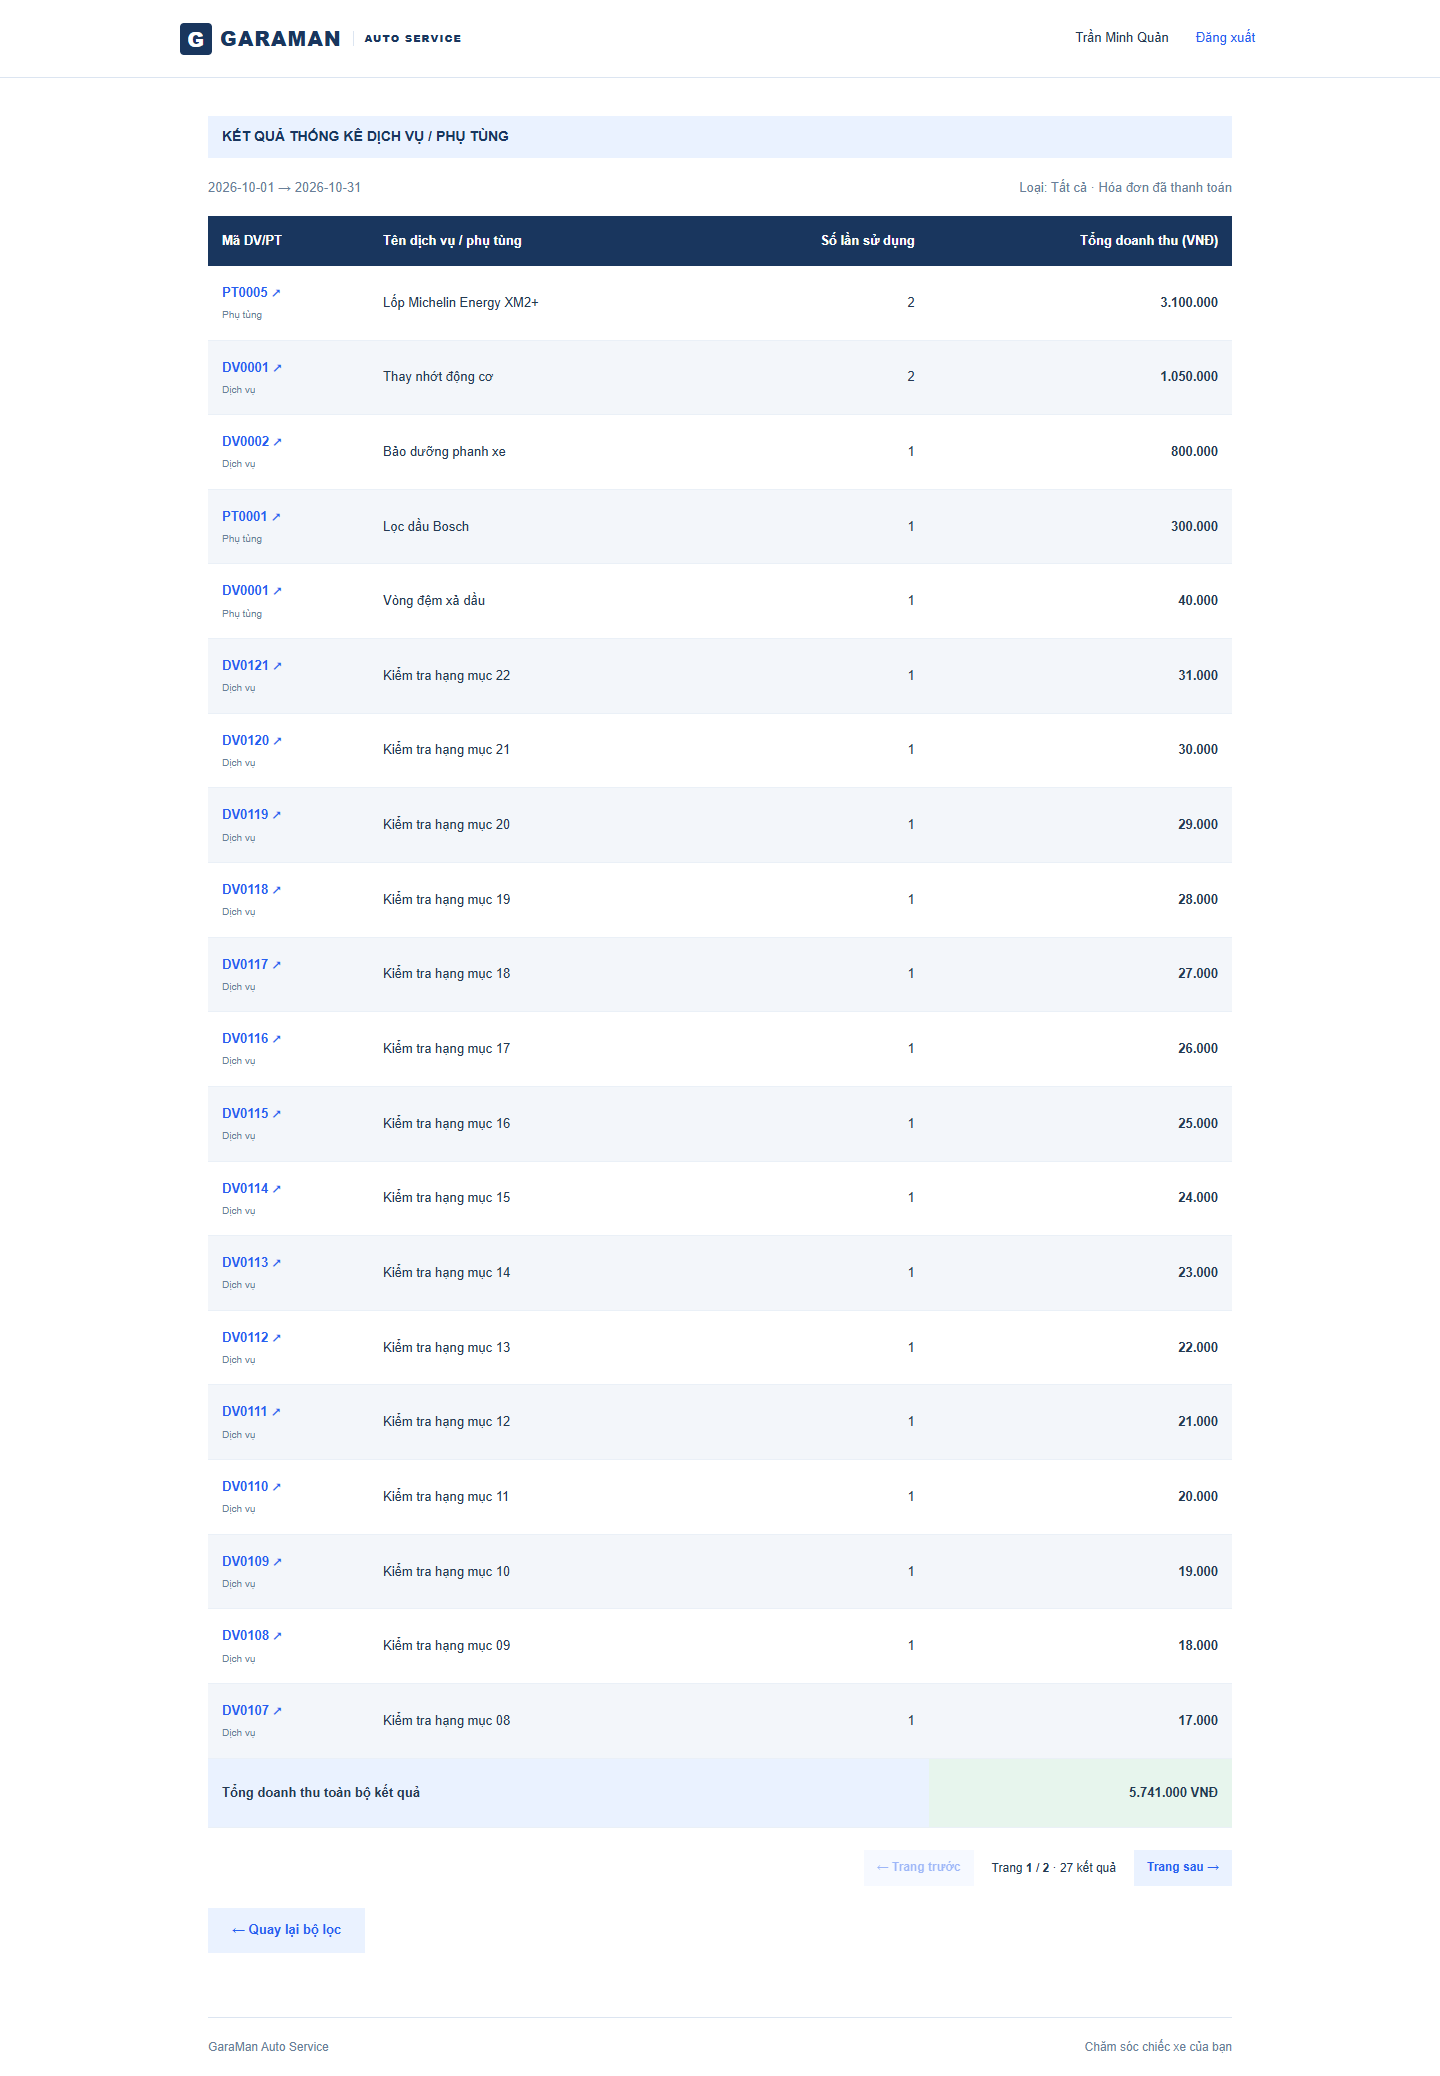 G GARAMAN AUTO SERVICE
Trần Minh Quân Đăng xuất
KẾT QUẢ THỐNG KÊ DỊCH VỤ / PHỤ TÙNG
2026-10-01 → 2026-10-31 Loại: Tất cả · Hóa đơn đã thanh toán
Mã DV/PT Tên dịch vụ / phụ tùng Số lần sử dụng Tổng doanh thu (VNĐ)
PT0005 ↗
Phụ tùng
Lốp Michelin Energy XM2+ 2 3.100.000
DV0001 ↗
Dịch vụ
Thay nhớt động cơ 2 1.050.000
DV0002 ↗
Dịch vụ
Bảo dưỡng phanh xe 1 800.000
PT0001 ↗
Phụ tùng
Lọc dầu Bosch 1 300.000
DV0001 ↗
Phụ tùng
Vòng đệm xả dầu 1 40.000
DV0121 ↗
Dịch vụ
Kiểm tra hạng mục 22 1 31.000
DV0120 ↗
Dịch vụ
Kiểm tra hạng mục 21 1 30.000
DV0119 ↗
Dịch vụ
Kiểm tra hạng mục 20 1 29.000
DV0118 ↗
Dịch vụ
Kiểm tra hạng mục 19 1 28.000
DV0117 ↗
Dịch vụ
Kiểm tra hạng mục 18 1 27.000
DV0116 ↗
Dịch vụ
Kiểm tra hạng mục 17 1 26.000
DV0115 ↗
Dịch vụ
Kiểm tra hạng mục 16 1 25.000
DV0114 ↗
Dịch vụ
Kiểm tra hạng mục 15 1 24.000
DV0113 ↗
Dịch vụ
Kiểm tra hạng mục 14 1 23.000
DV0112 ↗
Dịch vụ
Kiểm tra hạng mục 13 1 22.000
DV0111 ↗
Dịch vụ
Kiểm tra hạng mục 12 1 21.000
DV0110 ↗
Dịch vụ
Kiểm tra hạng mục 11 1 20.000
DV0109 ↗
Dịch vụ
Kiểm tra hạng mục 10 1 19.000
DV0108 ↗
Dịch vụ
Kiểm tra hạng mục 09 1 18.000
DV0107 ↗
Dịch vụ
Kiểm tra hạng mục 08 1 17.000
Tổng doanh thu toàn bộ kết quả 5.741.000 VNĐ
← Trang trước Trang 1 / 2 · 27 kết quả Trang sau →
← Quay lại bộ lọc
GaraMan Auto Service Chăm sóc chiếc xe của bạn